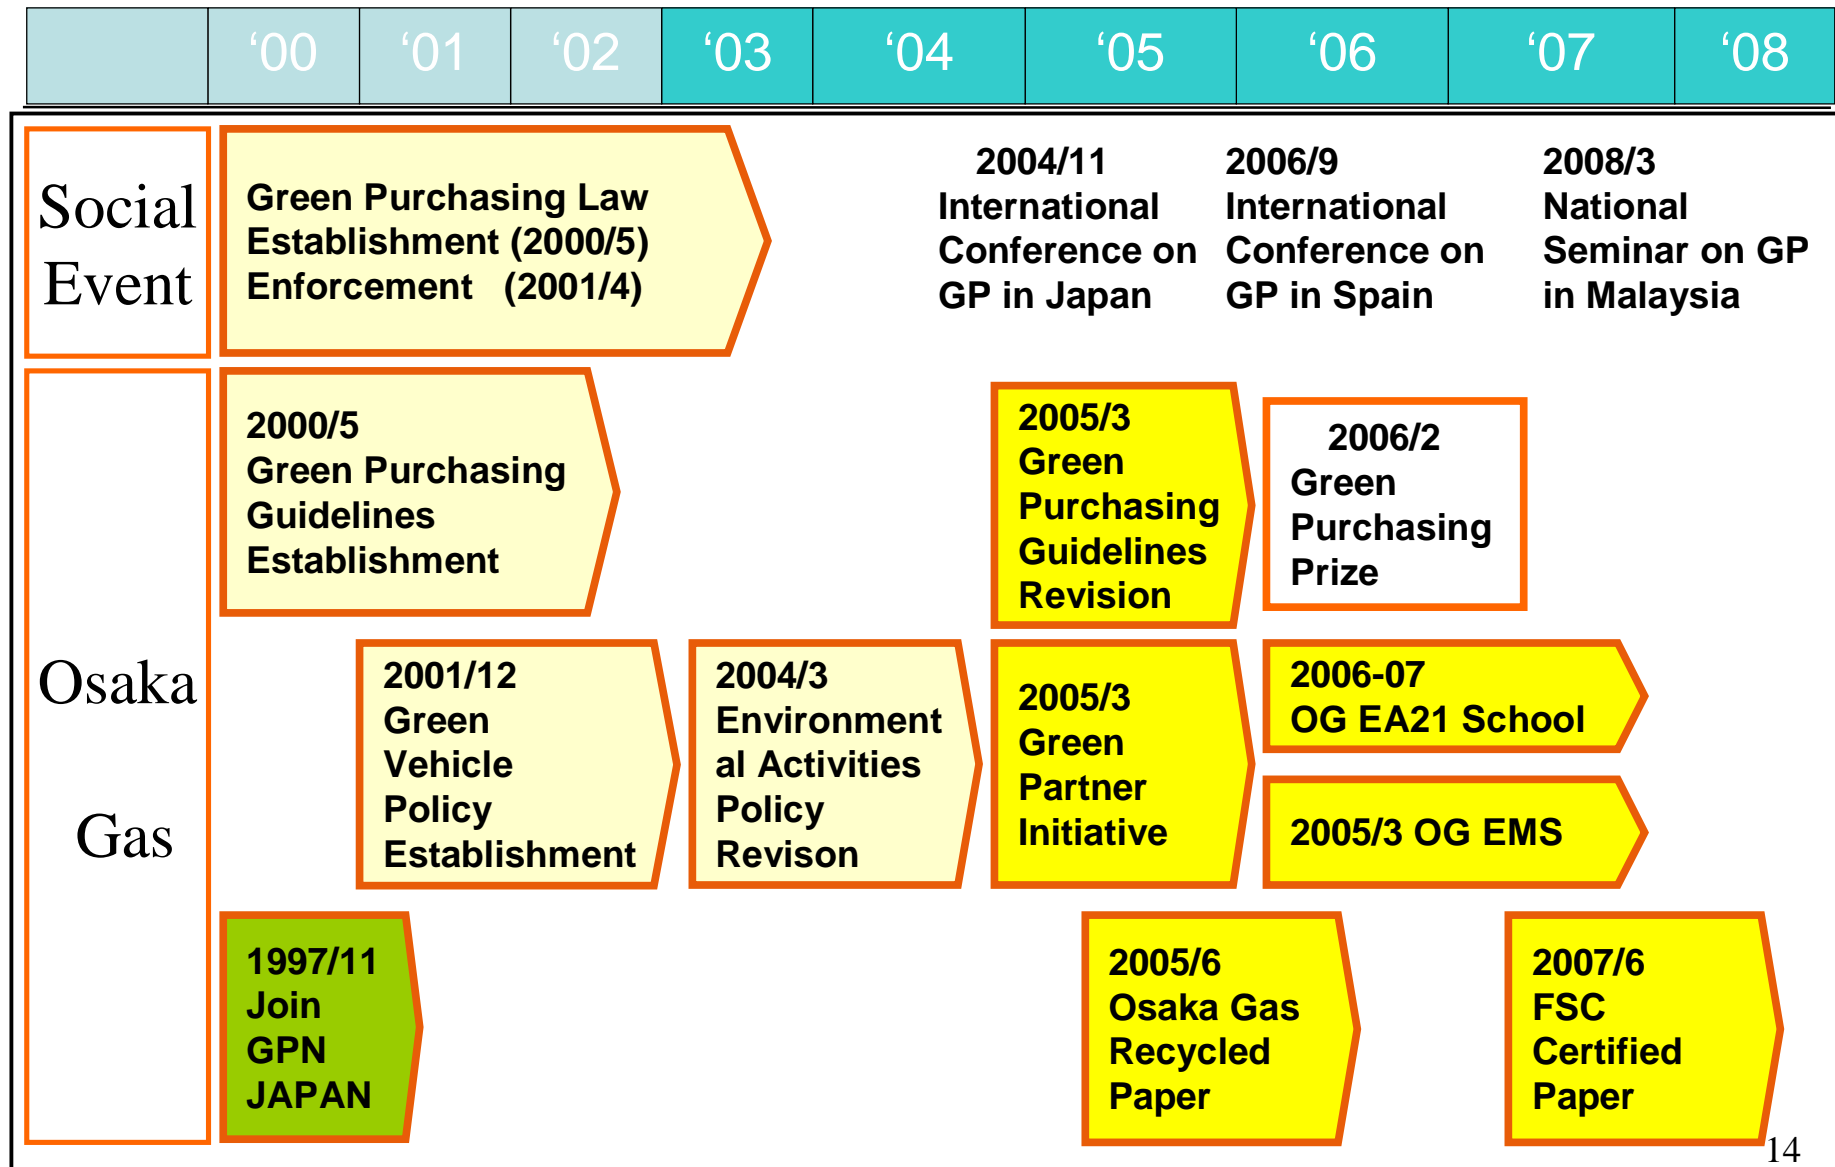 ‘00 ‘01 ‘02 ‘03 ‘04 ‘05 ‘06 ‘07 ‘08
Social
Event
Green Purchasing Law
Establishment (2000/5)
Enforcement (2001/4)
2004/11
International
Conference on
GP in Japan
2006/9
International
Conference on
GP in Spain
2008/3
National
Seminar on GP
in Malaysia
Osaka
Gas
2000/5
Green Purchasing
Guidelines
Establishment
2005/3
Green
Purchasing
Guidelines
Revision
2006/2
Green
Purchasing
Prize
2001/12
Green
Vehicle
Policy
Establishment
2004/3
Environment
al Activities
Policy
Revison
2005/3
Green
Partner
Initiative
2006-07
OG EA21 School
2005/3 OG EMS
1997/11
Join
GPN
JAPAN
2005/6
Osaka Gas
Recycled
Paper
2007/6
FSC
Certified
Paper
14